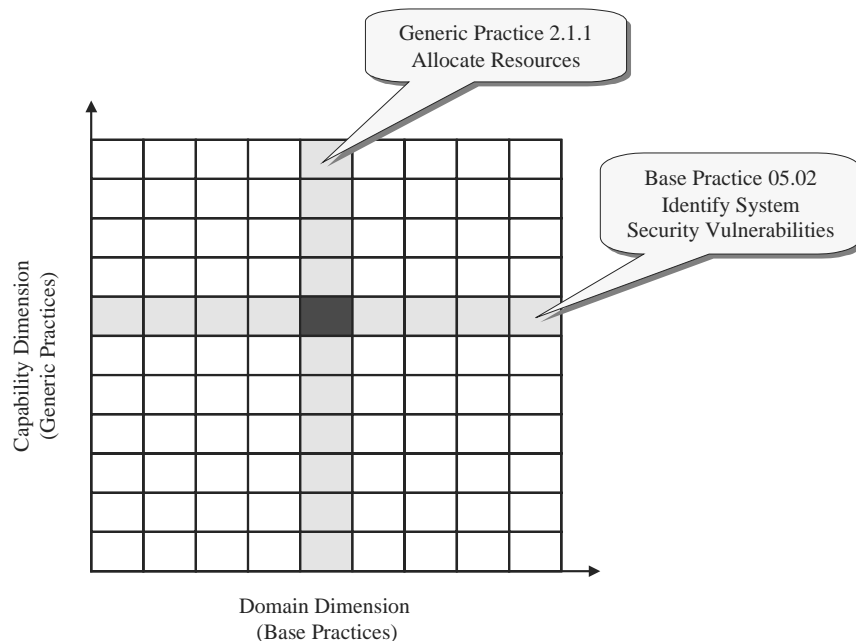 Generic Practice 2.1.1
Allocate Resources
Base Practice 05.02
Identify System
Security Vulnerabilities
Capability Dimension
(Generic Practices)
Domain Dimension
(Base Practices)